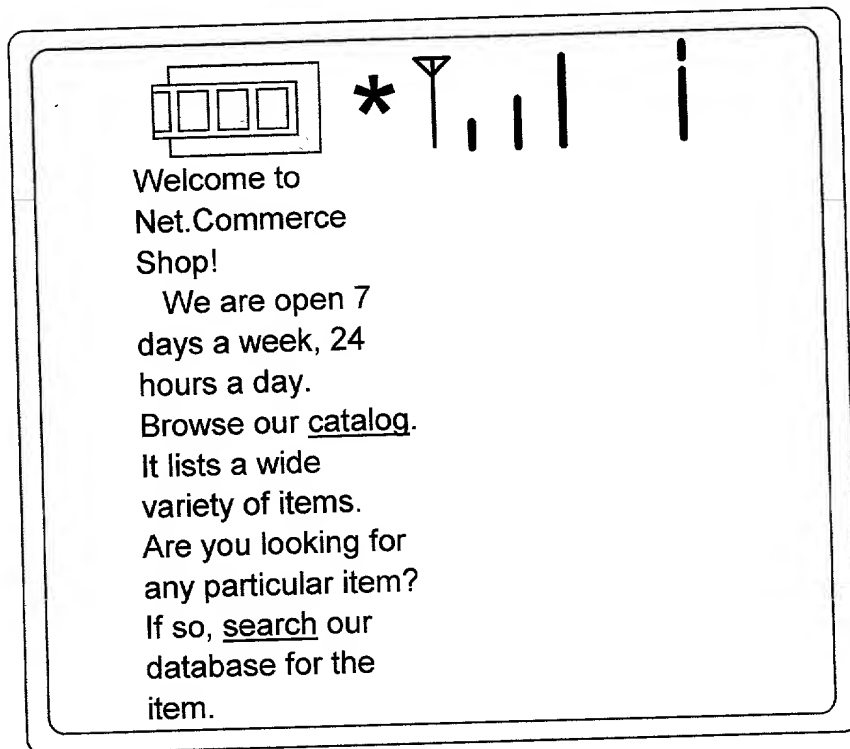 Welcome to
Net.Commerce
Shop!
We are open 7
days a week, 24
hours a day.
Browse our catalog.
It lists a wide
variety of items.
Are you looking for
any particular item?
If so, search our
database for the
item.